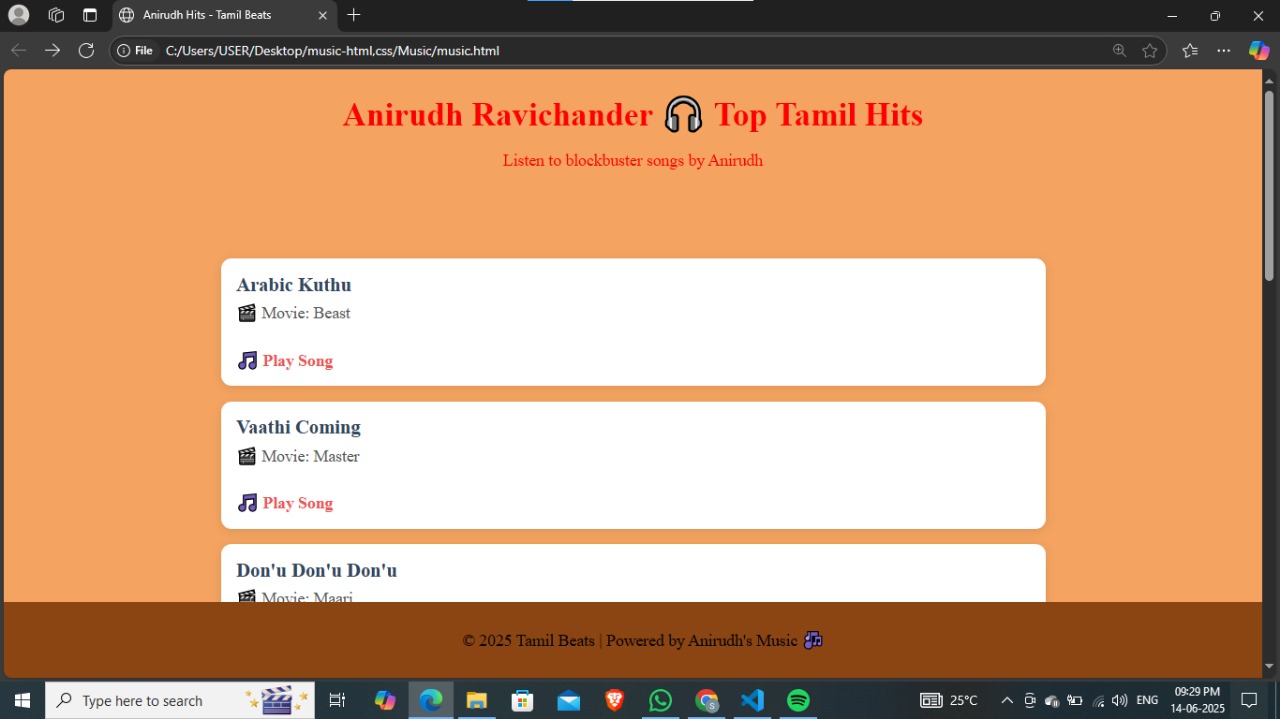 Anirudh Hits - Tamil Beats
File C:/Users/USER/Desktop/music-html,css/Music/music.html
Anirudh Ravichander 🎧 Top Tamil Hits
Listen to blockbuster songs by Anirudh
Arabic Kuthu
🎬 Movie: Beast
🎵 Play Song
Vaathi Coming
🎬 Movie: Master
🎵 Play Song
Don'u Don'u Don'u
🎬 Movie: Maari
© 2025 Tamil Beats | Powered by Anirudh's Music 🎶
Type here to search
25°C
ENG
09:29 PM
14-06-2025